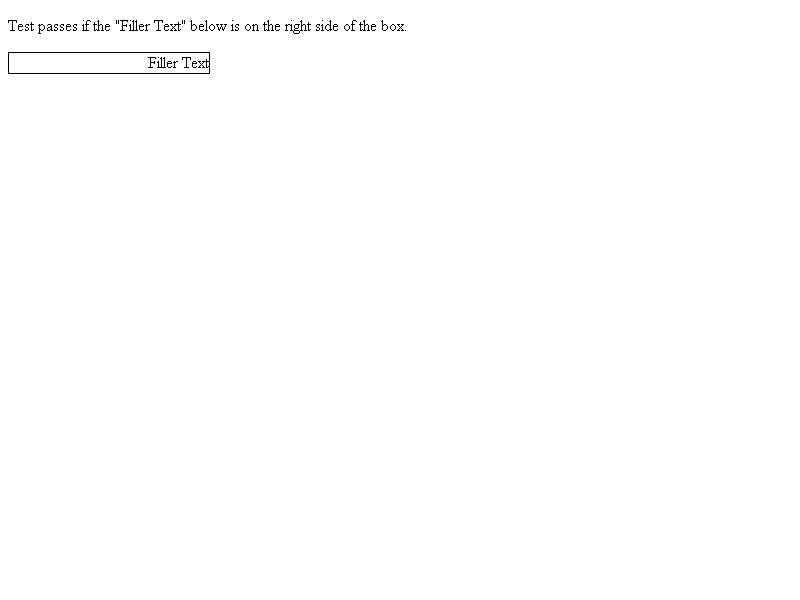 Test passes if the "Filler Text" below is on the right side of the box.
Filler Text